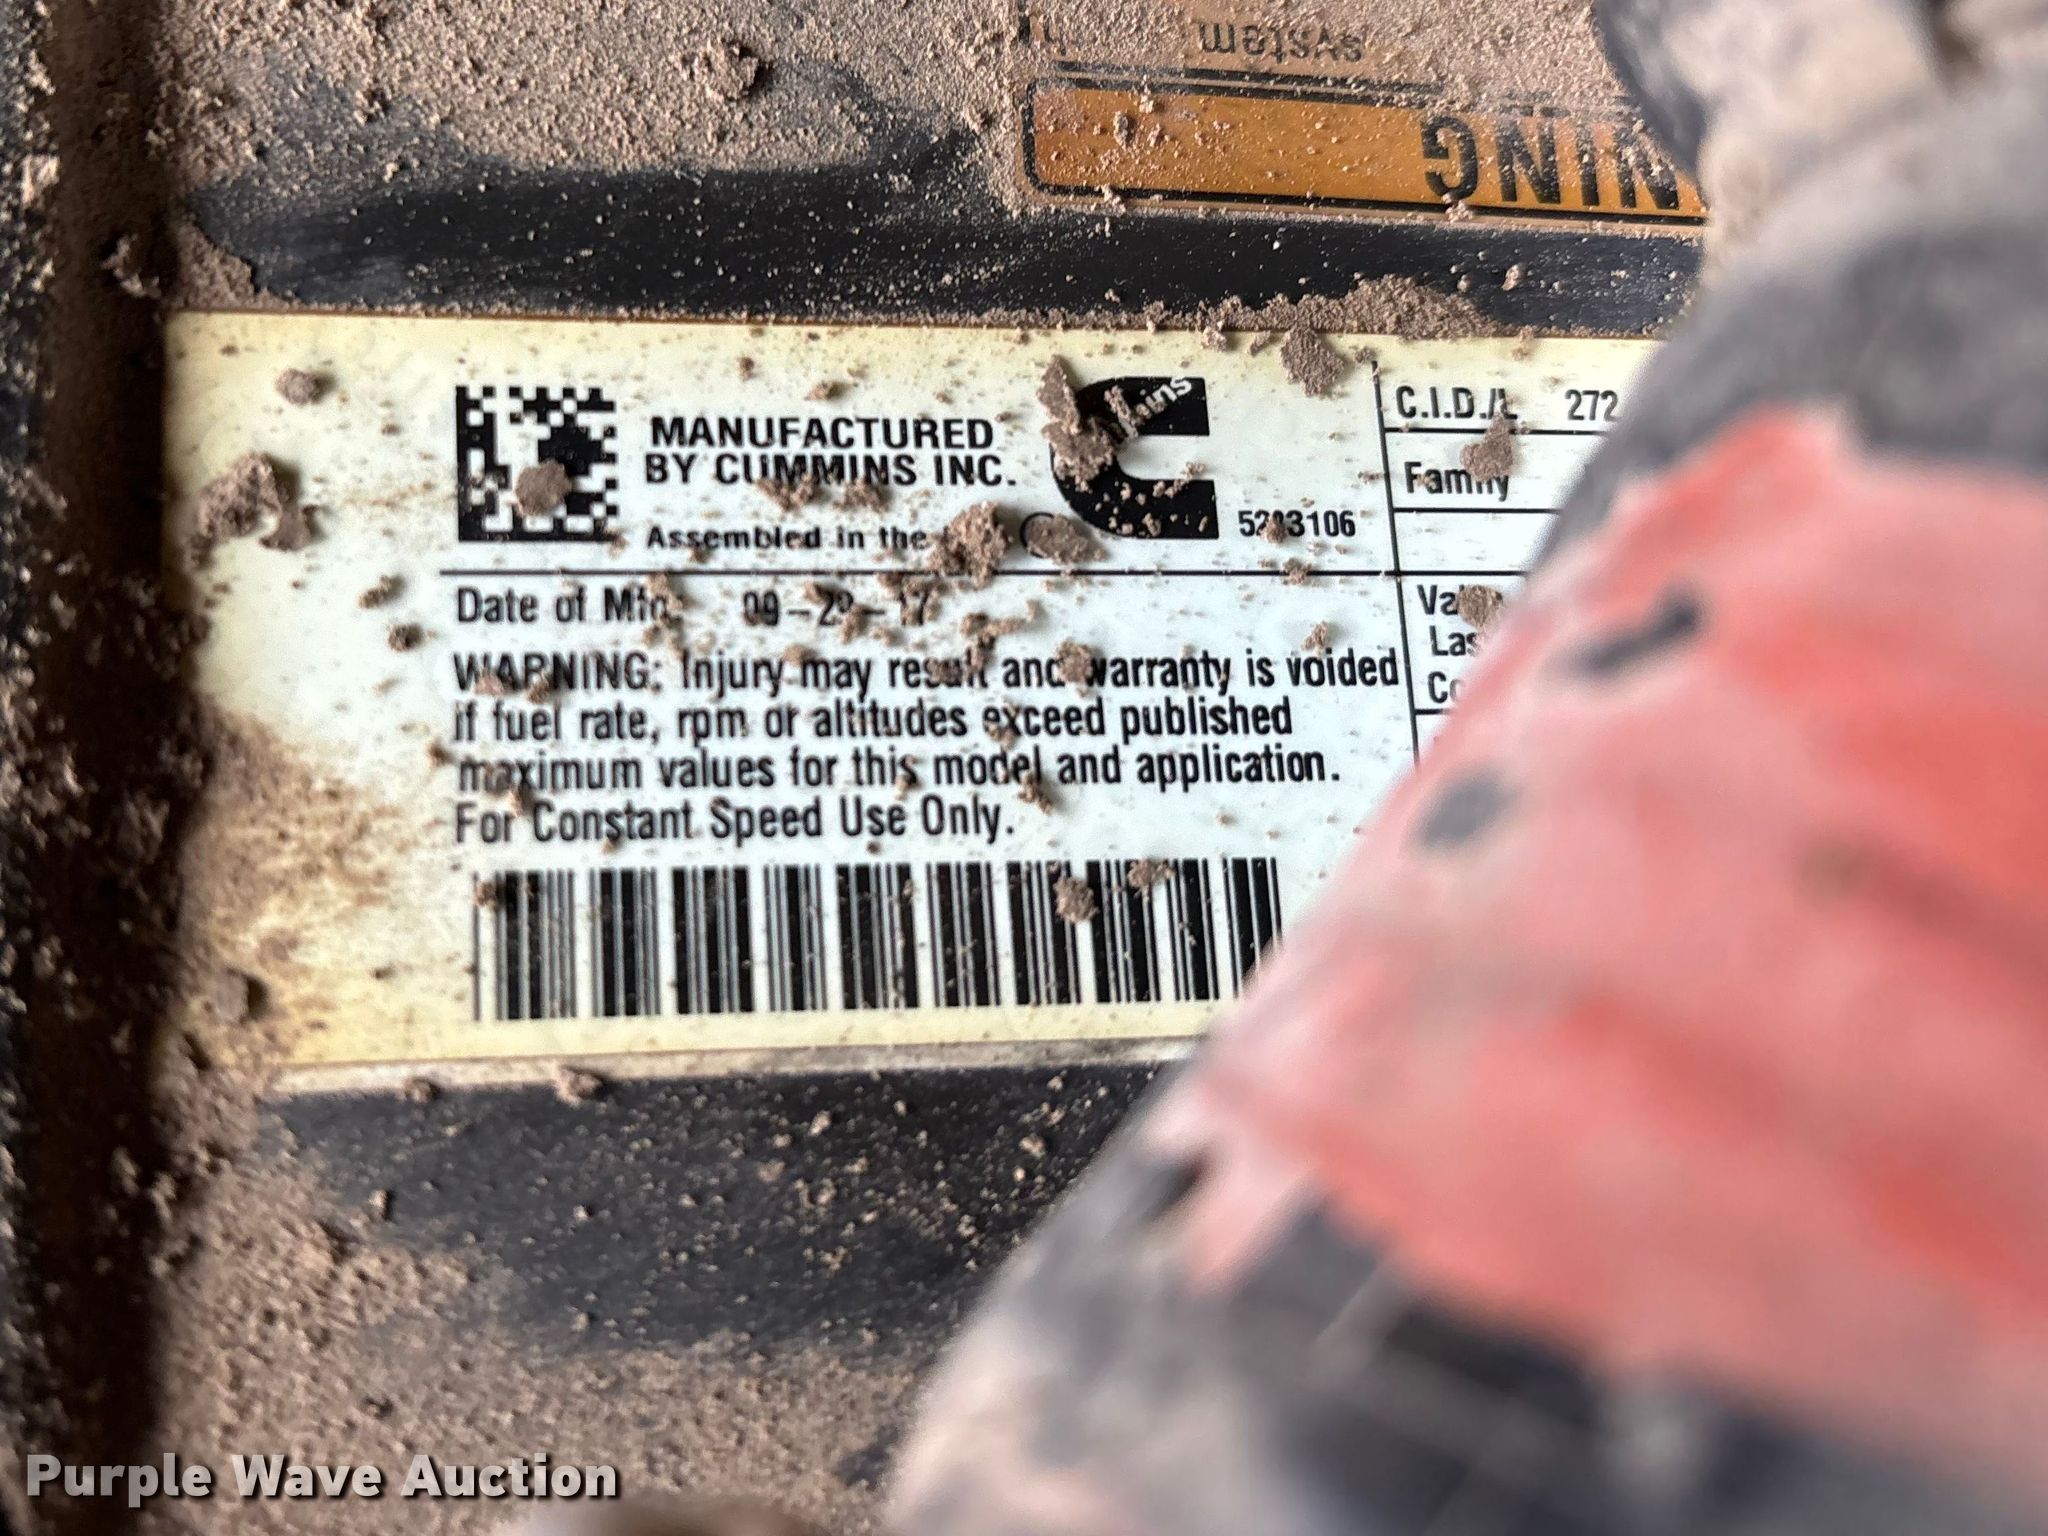 system
NING
MANUFACTURED
BY CUMMINS INC.
Assembled in the
C.I.D./L 272
Family
Date of Mfg.
WARNING: Injury may result and warranty is voided
if fuel rate, rpm or altitudes exceed published
maximum values for this model and application.
For Constant Speed Use Only.
Purple Wave Auction